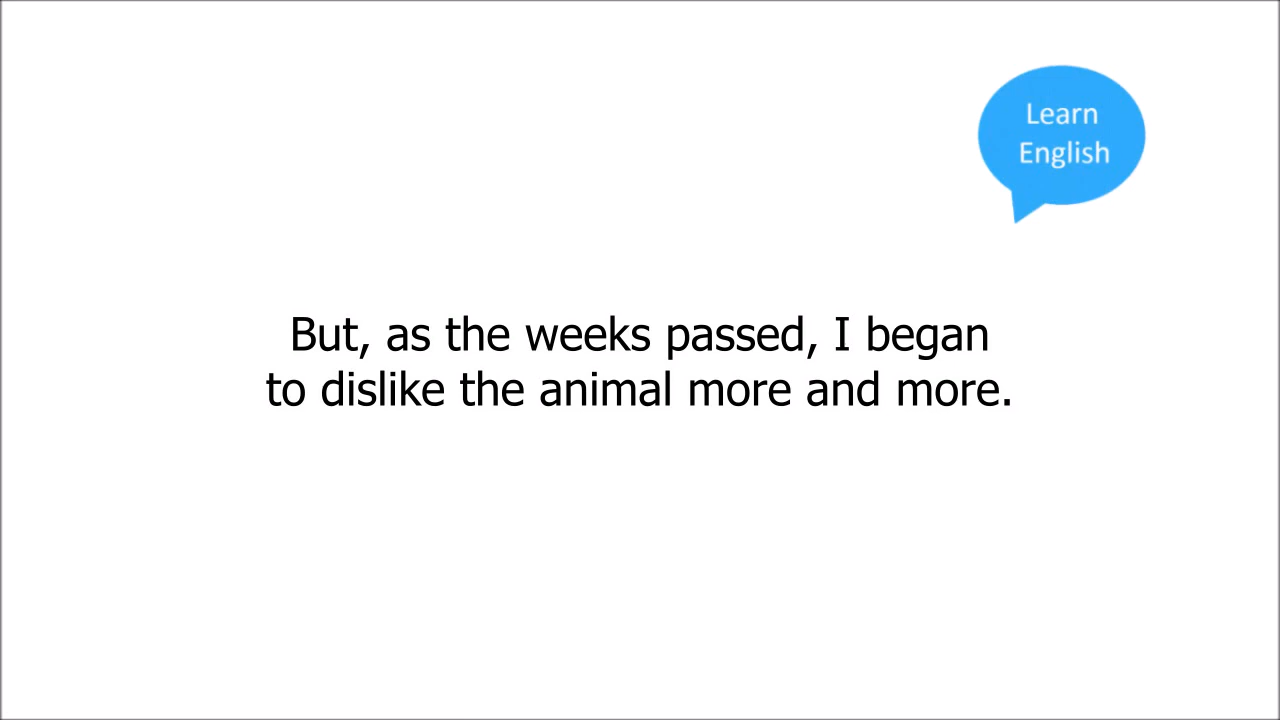 Learn
English
But, as the weeks passed, I began
to dislike the animal more and more.